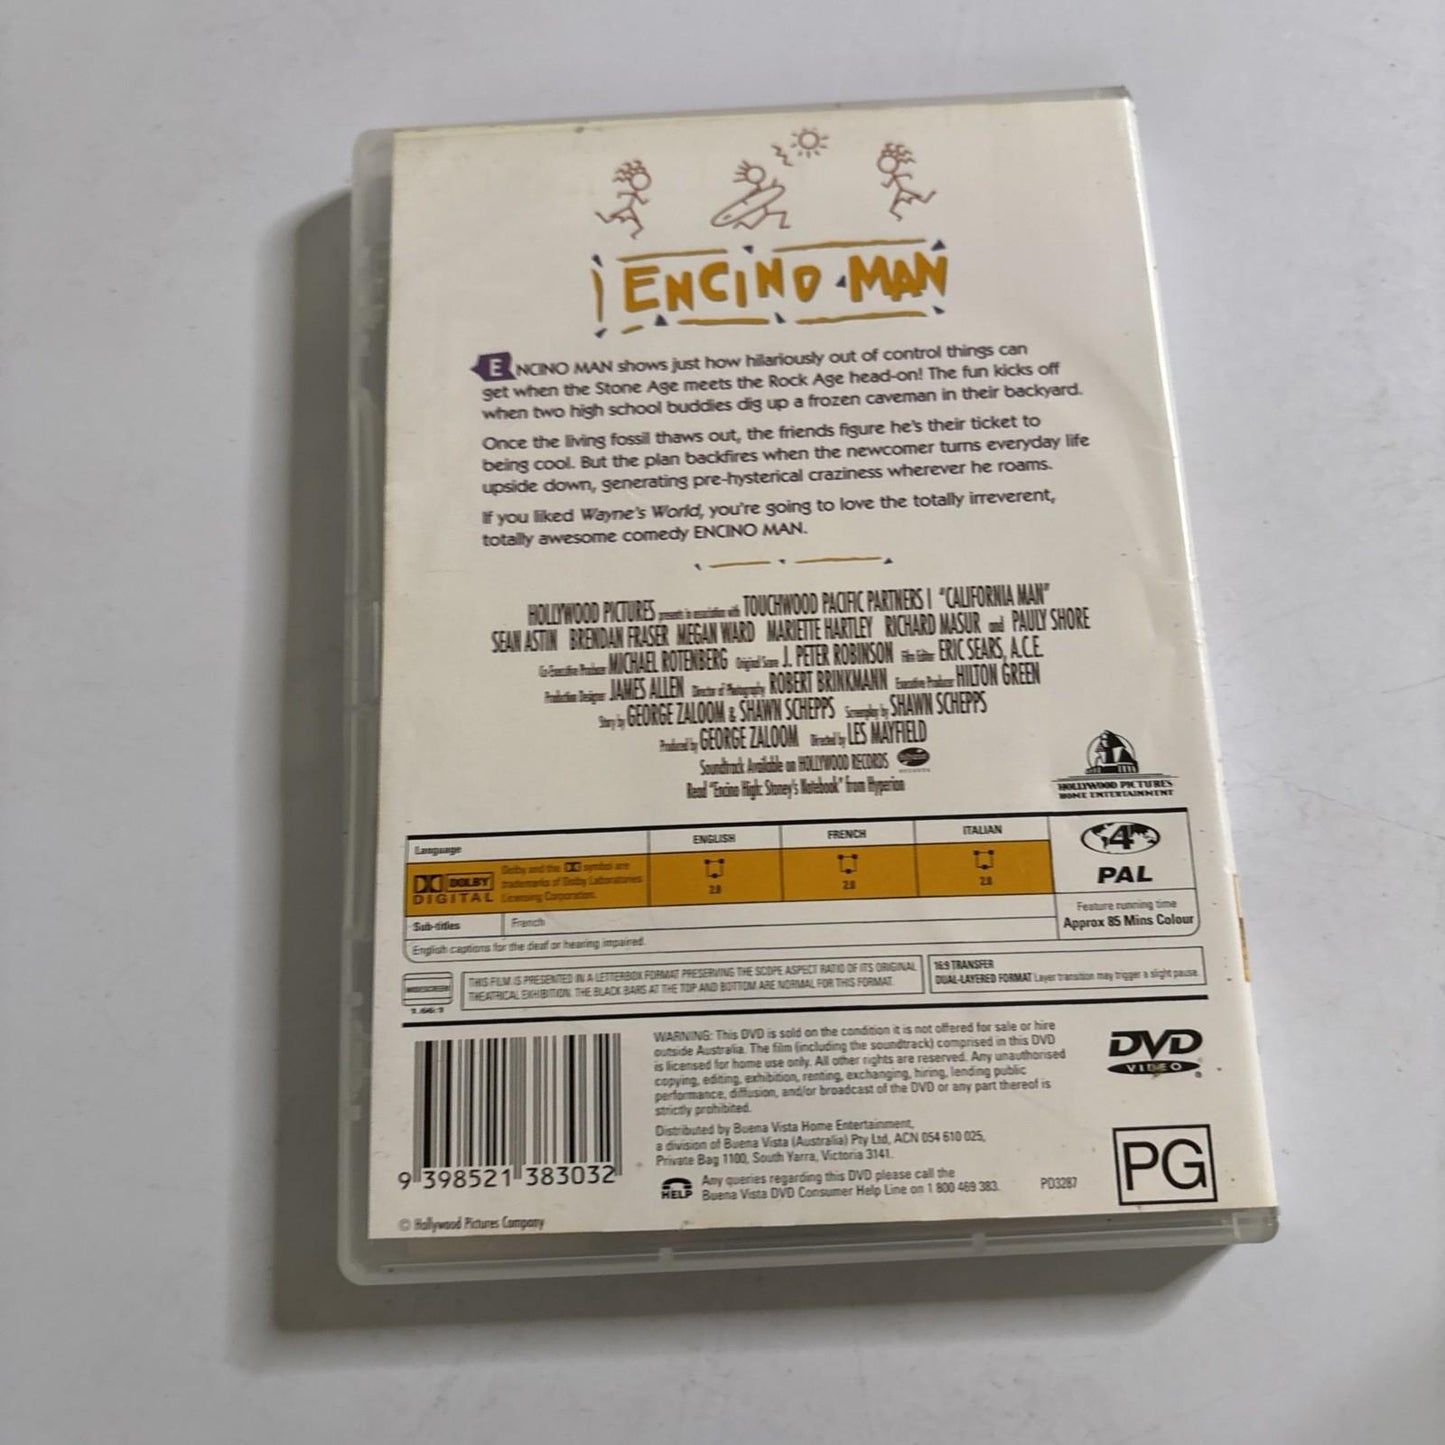 ENCINO MAN
ENCINO MAN shows just how hilariously out of control things can
get when the Stone Age meets the Rock Age head-on! The fun kicks off
when two high school buddies dig up a frozen caveman in their backyard.
Once the living fossil thaws out, the friends figure he's their ticket to
being cool. But the plan backfires when the newcomer turns everyday life
upside down, generating pre-hysterical craziness wherever he roams.
If you liked Wayne's World, you're going to love the totally irreverent,
totally awesome comedy ENCINO MAN.
HOLLYWOOD PICTURES presents in association with TOUCHWOOD PACIFIC PARTNERS I "CALIFORNIA MAN"
SEAN ASTIN BRENDAN FRASER MEGAN WARD MARIETTE HARTLEY RICHARD MASUR and PAULY SHORE
Co-Executive Producer MICHAEL ROTENBERG Original Score J. PETER ROBINSON Film Editor ERIC SEARS, A.C.E.
Production Designer JAMES ALLEN Director of Photography ROBERT BRINKMANN Executive Producer HILTON GREEN
Story by GEORGE ZALOOM & SHAWN SCHEPPS Screenplay by SHAWN SCHEPPS
Produced by GEORGE ZALOOM Directed by LES MAYFIELD
Soundtrack Available on HOLLYWOOD RECORDS
Read "Encino High: Stoney's Notebook" from Hyperion
HOLLYWOOD PICTURES
HOME ENTERTAINMENT
Language ENGLISH FRENCH ITALIAN
DOLBY
DIGITAL
Dolby and the symbol are
trademarks of Dolby Laboratories
Licensing Corporation.
2.0 2.0 2.0
4
PAL
Sub-titles French
English captions for the deaf or hearing impaired.
Feature running time
Approx 85 Mins Colour
WIDESCREEN
1.66:1
THIS FILM IS PRESENTED IN A LETTERBOX FORMAT PRESERVING THE SCOPE ASPECT RATIO OF ITS ORIGINAL
THEATRICAL EXHIBITION. THE BLACK BARS AT THE TOP AND BOTTOM ARE NORMAL FOR THIS FORMAT.
16:9 TRANSFER
DUAL-LAYERED FORMAT Layer transition may trigger a slight pause.
WARNING: This DVD is sold on the condition it is not offered for sale or hire
outside Australia. The film (including the soundtrack) comprised in this DVD
is licensed for home use only. All other rights are reserved. Any unauthorised
copying, editing, exhibition, renting, exchanging, hiring, lending public
performance, diffusion, and/or broadcast of the DVD or any part thereof is
strictly prohibited.
Distributed by Buena Vista Home Entertainment,
a division of Buena Vista (Australia) Pty Ltd, ACN 054 610 025,
Private Bag 1100, South Yarra, Victoria 3141.
HELP
Any queries regarding this DVD please call the
Buena Vista DVD Consumer Help Line on 1 800 469 383.
PD3287
DVD
VIDEO
PG
9 398521 383032
© Hollywood Pictures Company